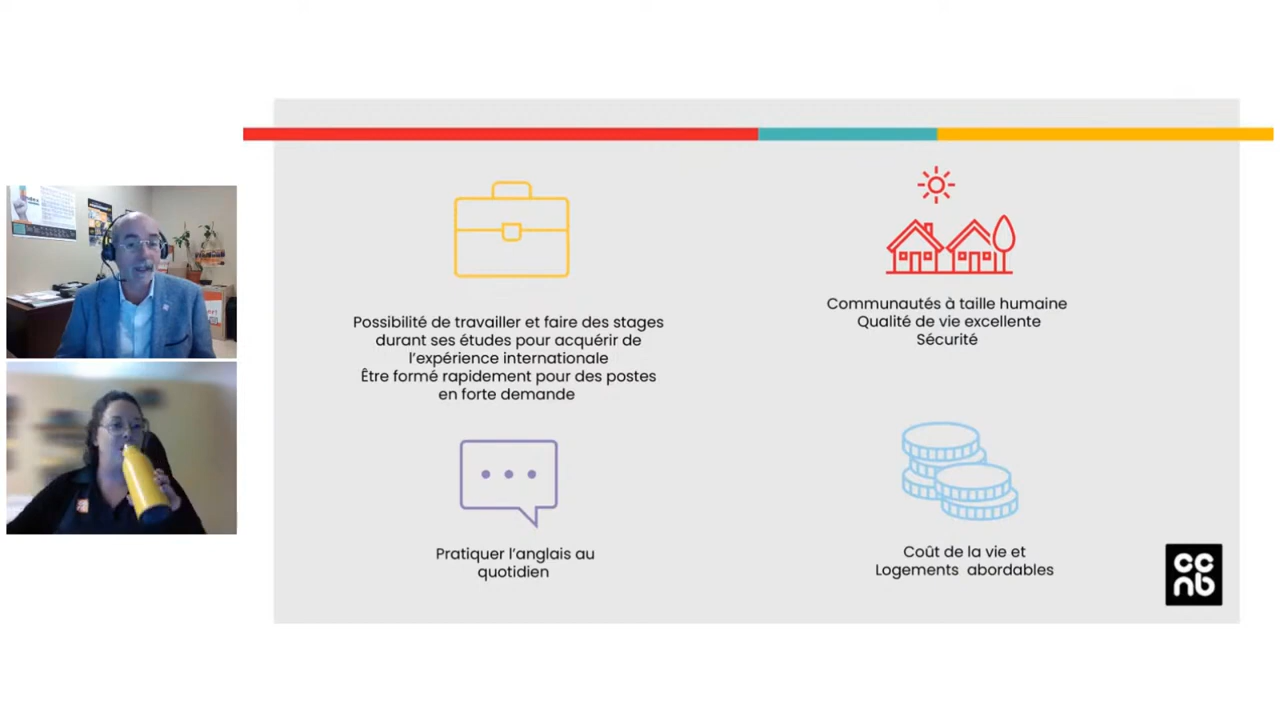 Possibilité de travailler et faire des stages
durant ses études pour acquérir de
l'expérience internationale
Être formé rapidement pour des postes
en forte demande
Communautés à taille humaine
Qualité de vie excellente
Sécurité
Pratiquer l'anglais au
quotidien
Coût de la vie et
Logements abordables
cc
nb